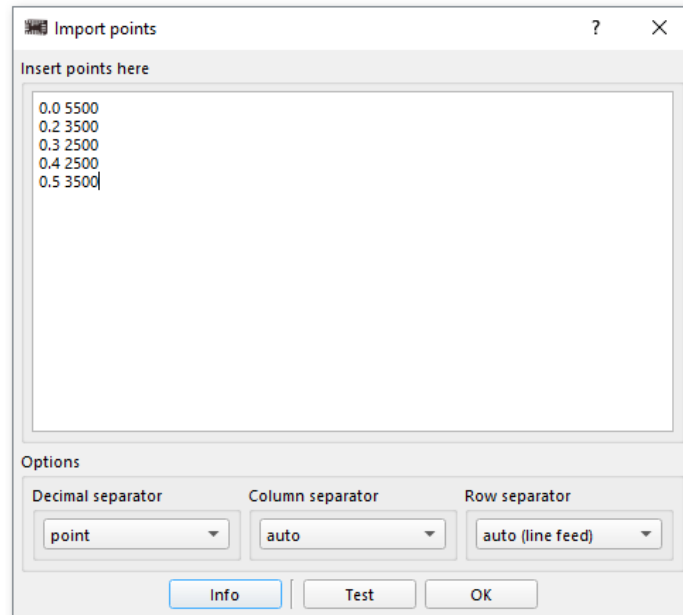 Import points
?
Insert points here
0.0 5500
0.2 3500
0.3 2500
0.4 2500
0.5 3500
Options
Decimal separator Column separator Row separator
point auto auto (line feed)
Info Test OK